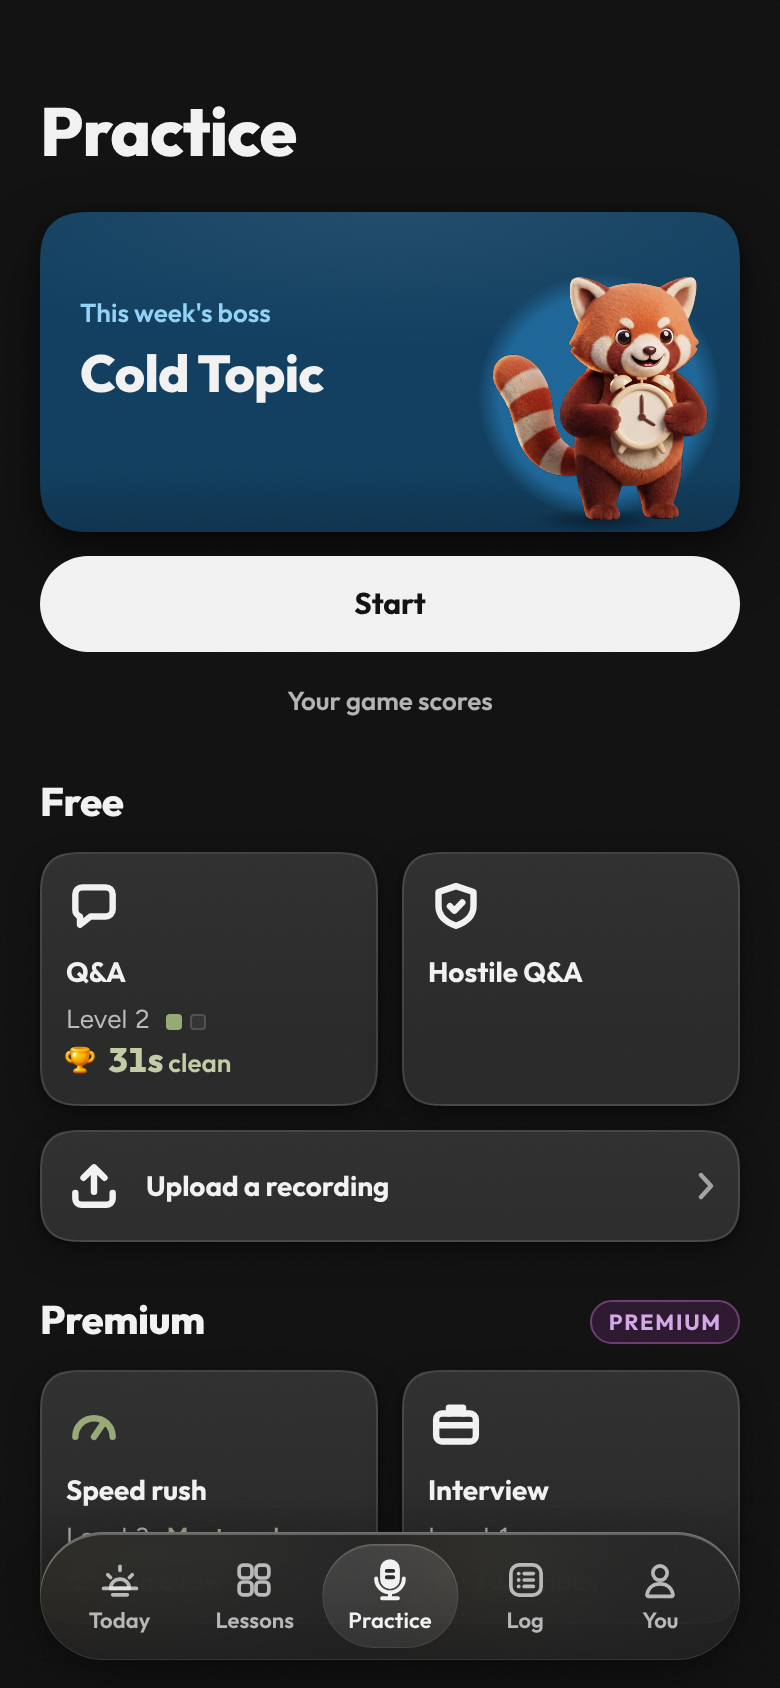 Practice
This week's boss
Cold Topic
Start
Your game scores
Free
Q&A
Hostile Q&A
Level 2
31s clean
Upload a recording
Premium
PREMIUM
Speed rush
Interview
Today
Lessons
Practice
Log
You